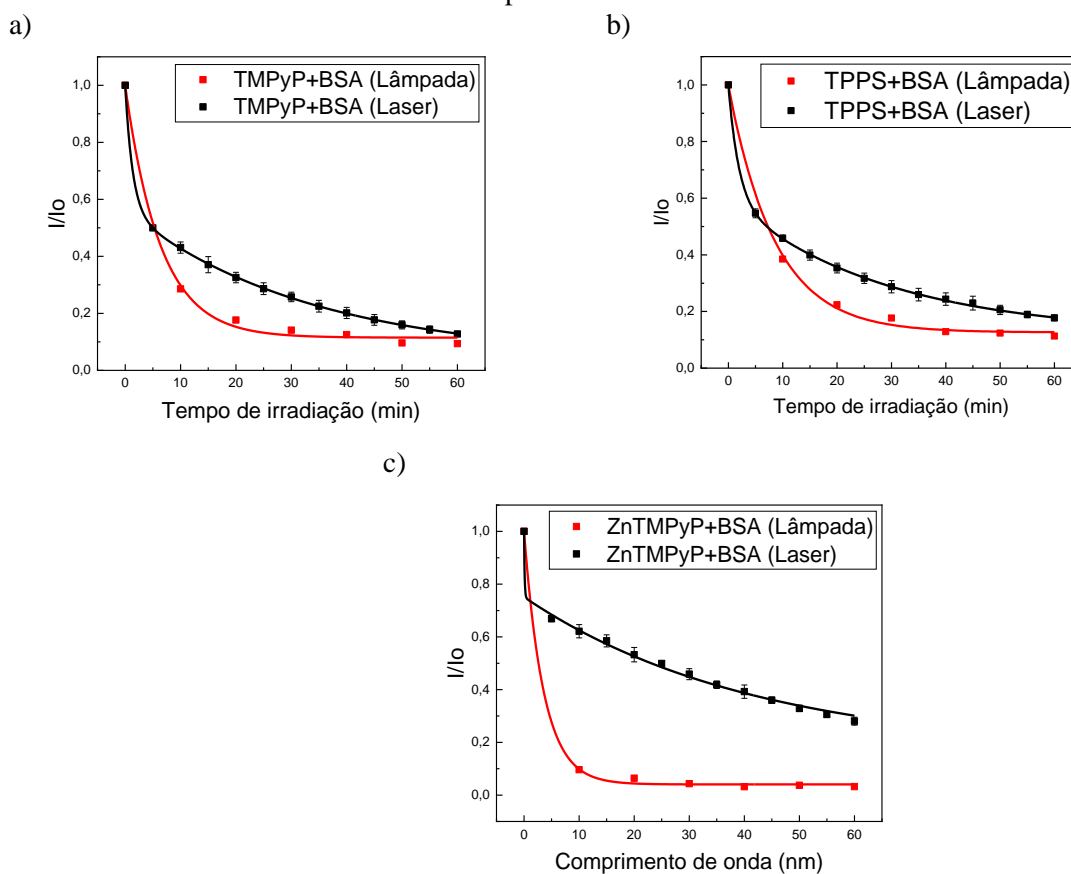 a)
TMPyP+BSA (Lâmpada)
TMPyP+BSA (Laser)
1,0
0,8
0,6
0,4
0,2
0,0
I/Io
0 10 20 30 40 50 60
Tempo de irradiação (min)
b)
TPPS+BSA (Lâmpada)
TPPS+BSA (Laser)
1,0
0,8
0,6
0,4
0,2
0,0
I/Io
0 10 20 30 40 50 60
Tempo de irradiação (min)
c)
ZnTMPyP+BSA (Lâmpada)
ZnTMPyP+BSA (Laser)
1,0
0,8
0,6
0,4
0,2
0,0
I/Io
0 10 20 30 40 50 60
Comprimento de onda (nm)